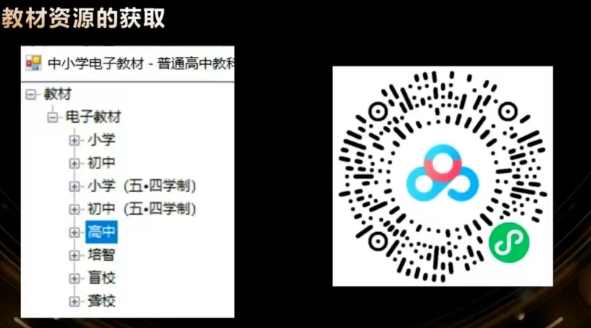 教材资源的获取
中小学电子教材 - 普通高中教科
教材
电子教材
小学
初中
小学 (五•四学制)
初中 (五•四学制)
高中
培智
盲校
聋校